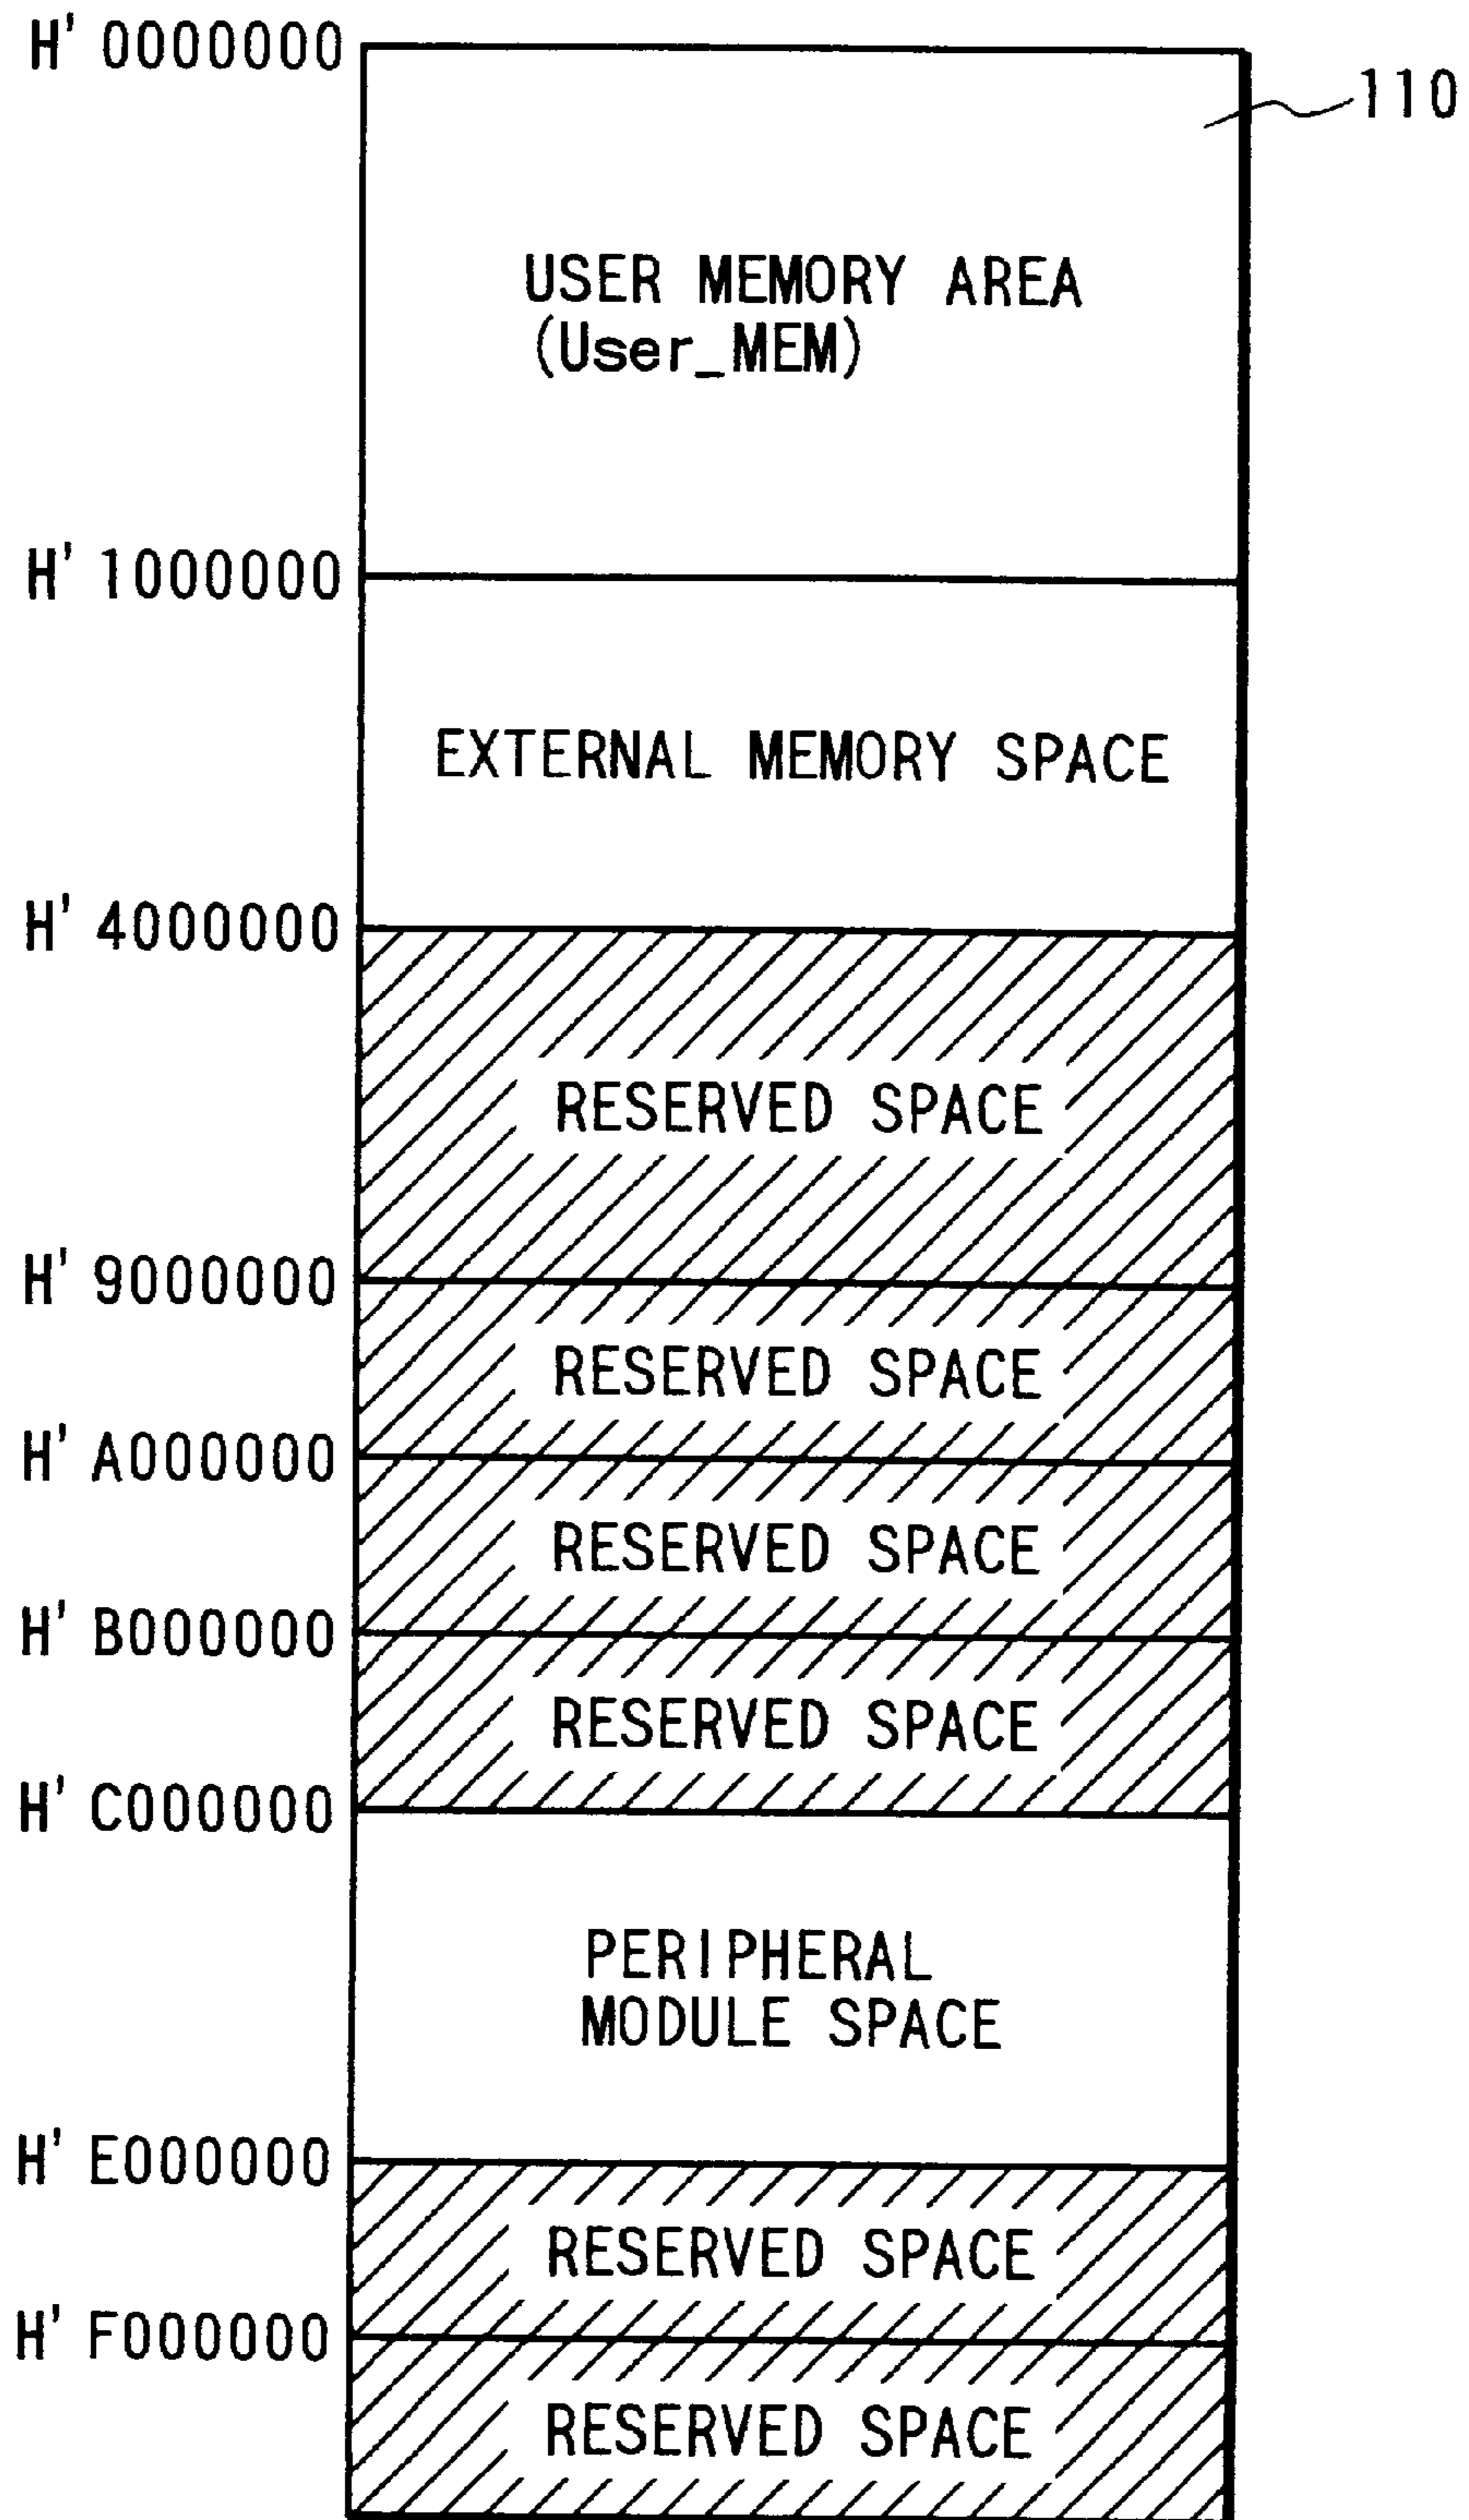 H' 0000000
110
USER MEMORY AREA
(User_MEM)
H' 1000000
EXTERNAL MEMORY SPACE
H' 4000000
RESERVED SPACE
H' 9000000
RESERVED SPACE
H' A000000
RESERVED SPACE
H' B000000
RESERVED SPACE
H' C000000
PERIPHERAL
MODULE SPACE
H' E000000
RESERVED SPACE
H' F000000
RESERVED SPACE